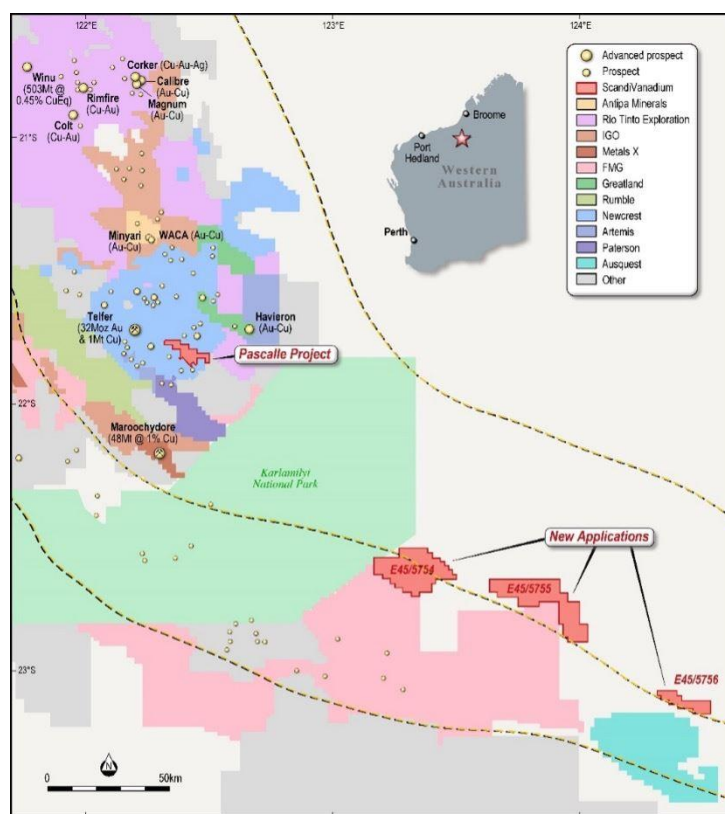 122°E
123°E
124°E
Corker (Cu-Au-Ag)
Winu
(503Mt @
0.45% CuEq)
Rimfire
(Cu-Au)
Calibre
(Au-Cu)
Magnum
(Au-Cu)
Colt
(Cu-Au)
21°S
Minyari
(Au-Cu)
WACA (Au-Cu)
Telfer
(32Moz Au
& 1Mt Cu)
Havieron
(Au-Cu)
Pascalle Project
22°S
Maroochydore
(48Mt @ 1% Cu)
Karlamilyi
National Park
New Applications
E45/5754
E45/5755
E45/5756
23°S
N
0
50km
Broome
Port
Hedland
Western
Australia
Perth
Advanced prospect
Prospect
ScandiVanadium
Antipa Minerals
Rio Tinto Exploration
IGO
Metals X
FMG
Greatland
Rumble
Newcrest
Artemis
Paterson
Ausquest
Other